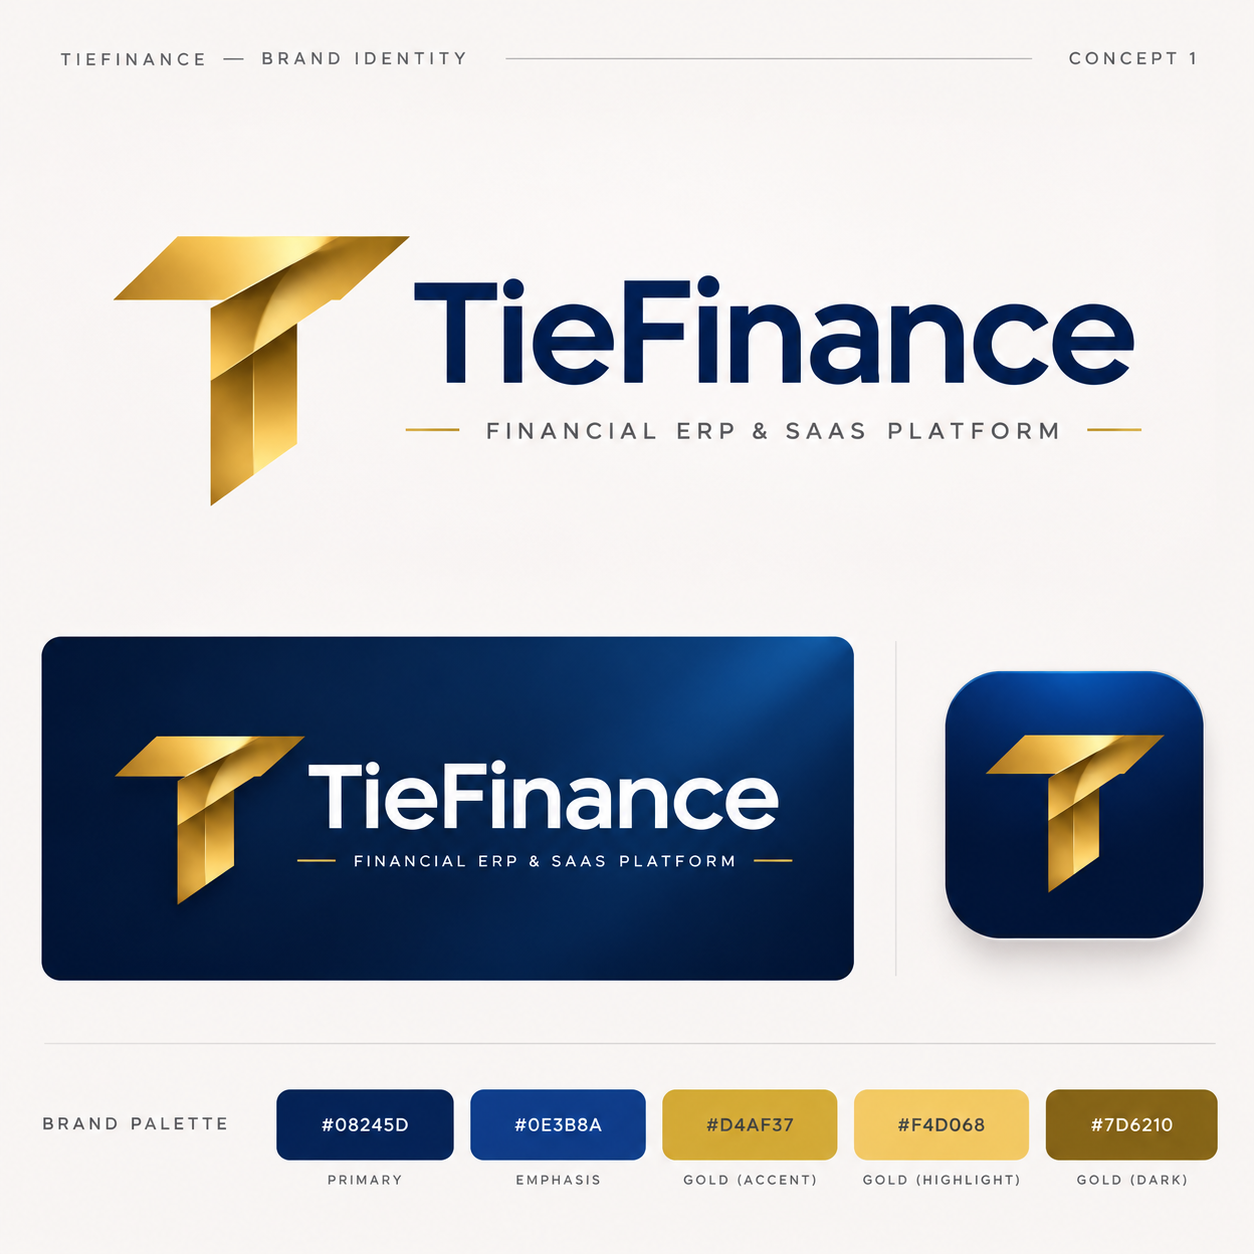 TIEFINANCE — BRAND IDENTITY
CONCEPT 1
TieFinance
FINANCIAL ERP & SAAS PLATFORM
TieFinance
FINANCIAL ERP & SAAS PLATFORM
BRAND PALETTE
#08245D
#0E3B8A
#D4AF37
#F4D068
#7D6210
PRIMARY
EMPHASIS
GOLD (ACCENT)
GOLD (HIGHLIGHT)
GOLD (DARK)